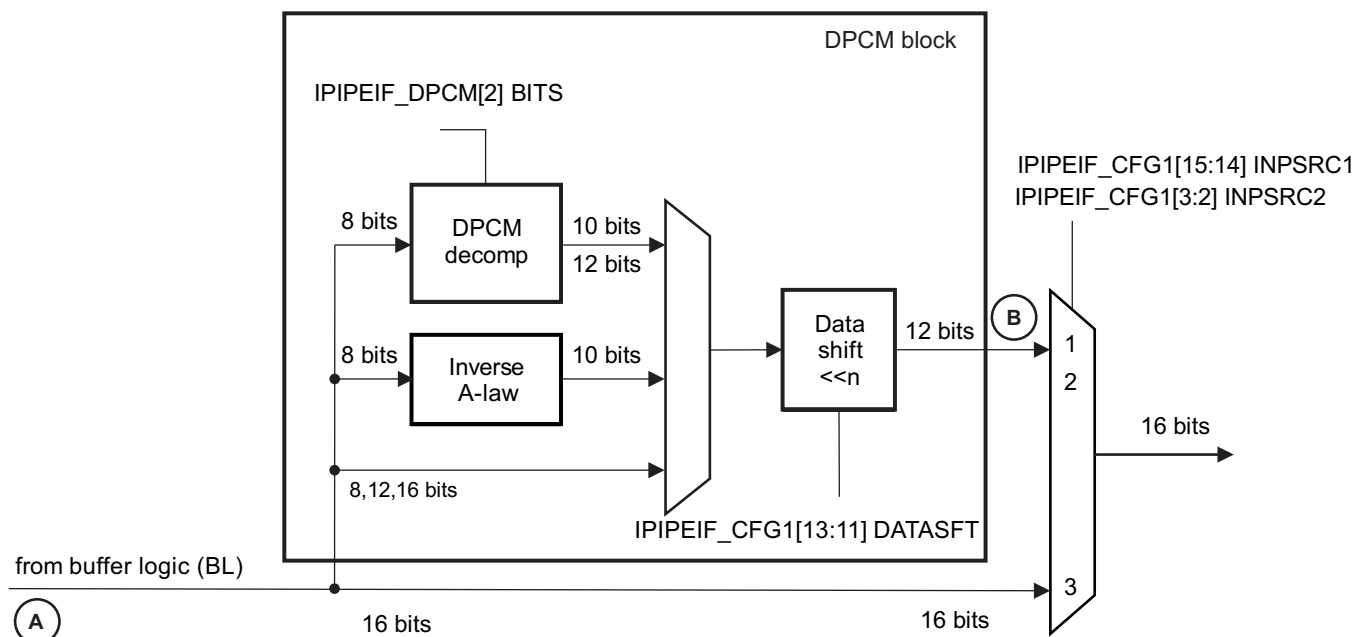 DPCM block
IPIPEIF_DPCM[2] BITS
IPIPEIF_CFG1[15:14] INPSRC1
IPIPEIF_CFG1[3:2] INPSRC2
8 bits
DPCM
decomp
10 bits
12 bits
8 bits
Inverse
A-law
10 bits
Data
shift
<<n
12 bits
B
1
2
16 bits
8,12,16 bits
IPIPEIF_CFG1[13:11] DATASFT
from buffer logic (BL)
3
A
16 bits
16 bits